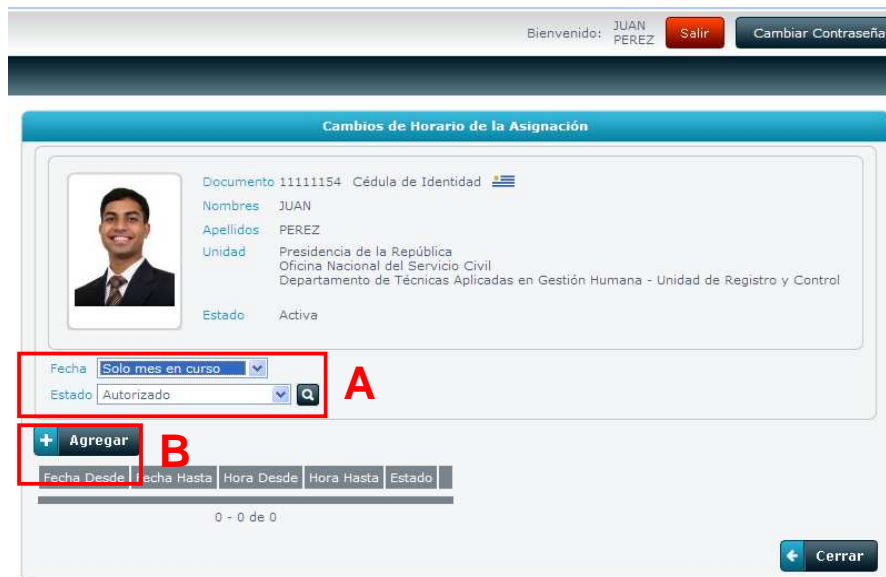 Bienvenido: JUAN PEREZ Salir Cambiar Contraseña
Cambios de Horario de la Asignación
Documento 11111154 Cédula de Identidad
Nombres JUAN
Apellidos PEREZ
Unidad Presidencia de la República
Oficina Nacional del Servicio Civil
Departamento de Técnicas Aplicadas en Gestión Humana - Unidad de Registro y Control
Estado Activa
Fecha Solo mes en curso
Estado Autorizado
A
+ Agregar
B
Fecha Desde Fecha Hasta Hora Desde Hora Hasta Estado
0 - 0 de 0
Cerrar